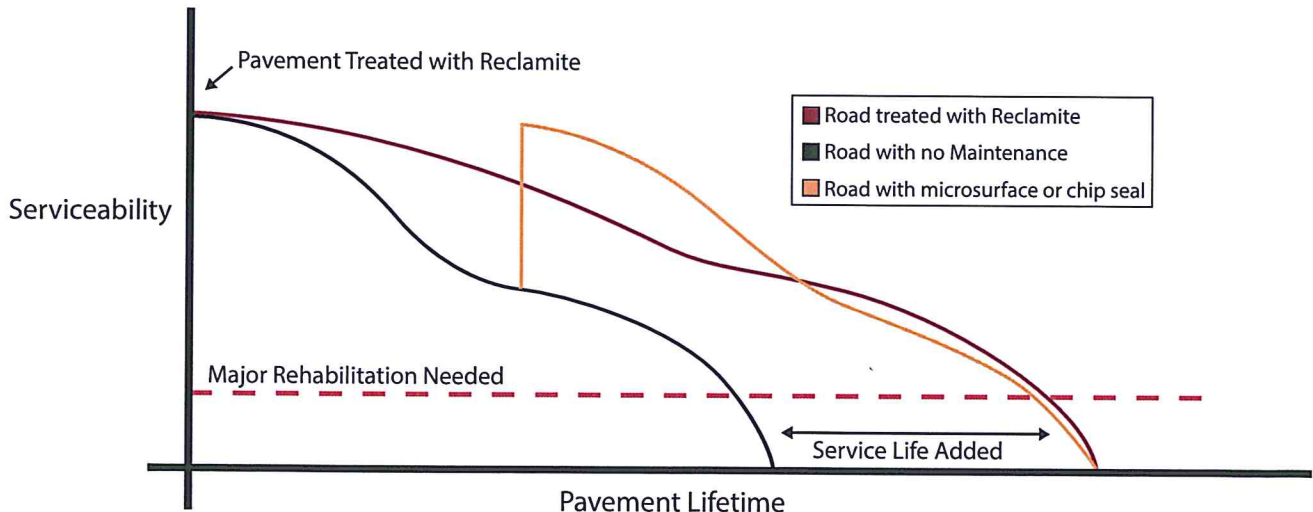 Pavement Treated with Reclamite
Road treated with Reclamite
Road with no Maintenance
Road with microsurface or chip seal
Serviceability
Major Rehabilitation Needed
Service Life Added
Pavement Lifetime